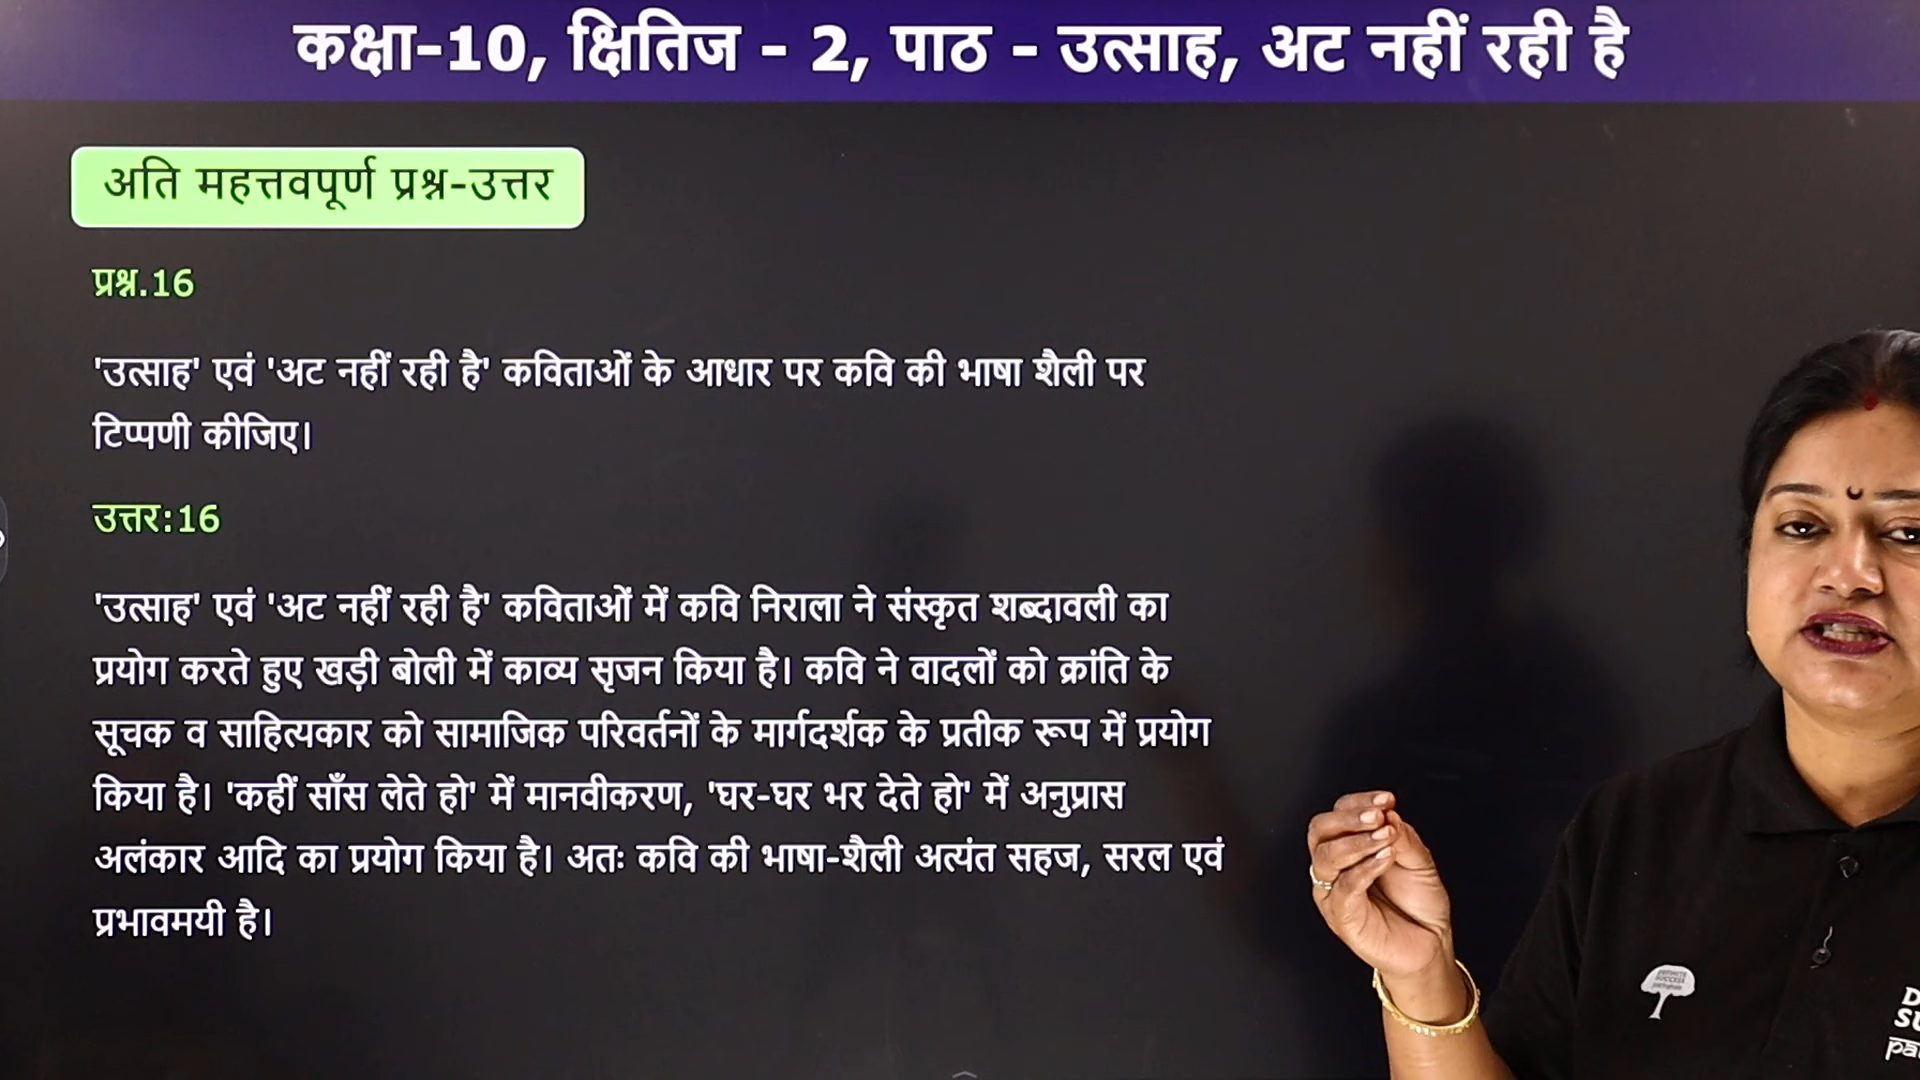 कक्षा-10, क्षितिज - 2, पाठ - उत्साह, अट नहीं रही है
अति महत्तवपूर्ण प्रश्न-उत्तर
प्रश्न.16
'उत्साह' एवं 'अट नहीं रही है' कविताओं के आधार पर कवि की भाषा शैली पर
टिप्पणी कीजिए।
उत्तर:16
'उत्साह' एवं 'अट नहीं रही है' कविताओं में कवि निराला ने संस्कृत शब्दावली का
प्रयोग करते हुए खड़ी बोली में काव्य सृजन किया है। कवि ने वादलों को क्रांति के
सूचक व साहित्यकार को सामाजिक परिवर्तनों के मार्गदर्शक के प्रतीक रूप में प्रयोग
किया है। 'कहीं साँस लेते हो' में मानवीकरण, 'घर-घर भर देते हो' में अनुप्रास
अलंकार आदि का प्रयोग किया है। अतः कवि की भाषा-शैली अत्यंत सहज, सरल एवं
प्रभावमयी है।